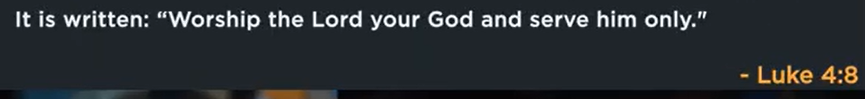 It is written: “Worship the Lord your God and serve him only."
- Luke 4:8